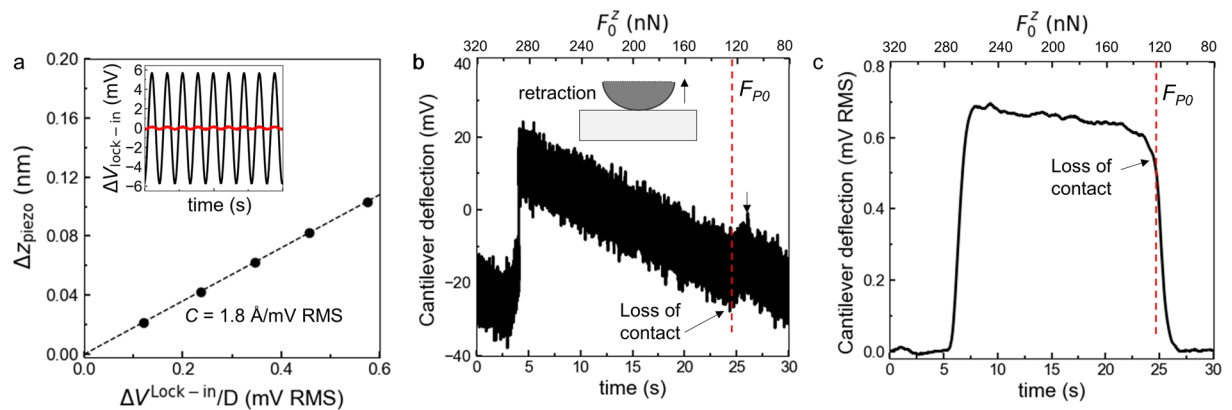 a
0.20
0.16
0.12
0.08
0.04
0.00
0.0
0.2
0.4
0.6
Δz_piezo (nm)
ΔV^Lock – in/D (mV RMS)
C = 1.8 Å/mV RMS
6
4
2
0
−2
−4
−6
ΔV_lock – in (mV)
time (s)
b
F_0^z (nN)
320 280 240 200 160 120 80
40
20
0
−20
−40
Cantilever deflection (mV)
retraction
F_P0
Loss of
contact
0 5 10 15 20 25 30
time (s)
c
F_0^z (nN)
320 280 240 200 160 120 80
0.8
0.6
0.4
0.2
0.0
Cantilever deflection (mV RMS)
F_P0
Loss of
contact
0 5 10 15 20 25 30
time (s)